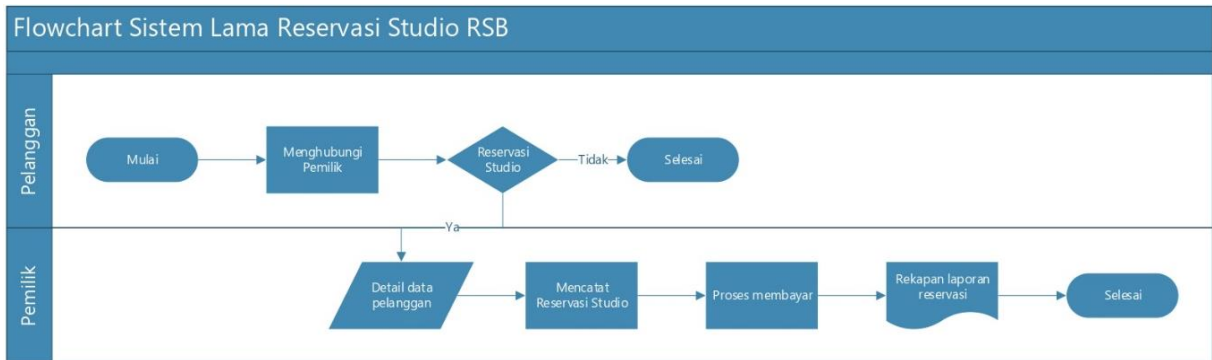 Flowchart Sistem Lama Reservasi Studio RSB
Pelanggan
Mulai
Menghubungi
Pemilik
Reservasi
Studio
Tidak
Selesai
Ya
Pemilik
Detail data
pelanggan
Mencatat
Reservasi Studio
Proses membayar
Rekapan laporan
reservasi
Selesai